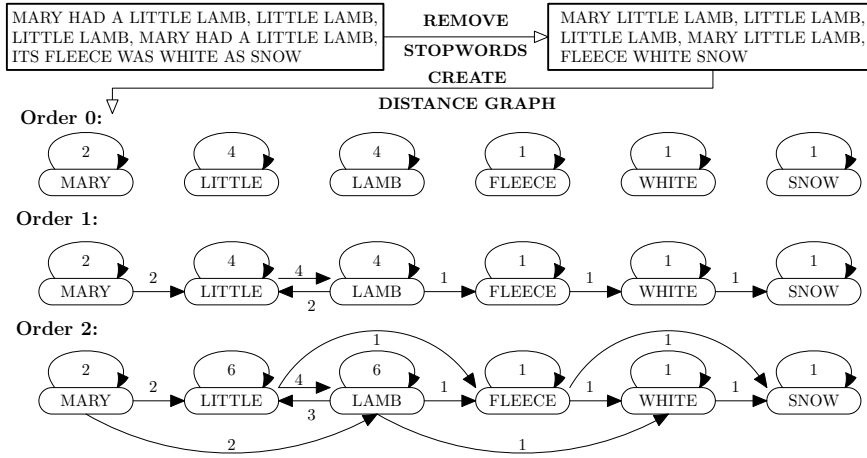 MARY HAD A LITTLE LAMB, LITTLE LAMB,
LITTLE LAMB, MARY HAD A LITTLE LAMB,
ITS FLEECE WAS WHITE AS SNOW
REMOVE
STOPWORDS
MARY LITTLE LAMB, LITTLE LAMB,
LITTLE LAMB, MARY LITTLE LAMB,
FLEECE WHITE SNOW
CREATE
DISTANCE GRAPH
Order 0:
2 4 4 1 1 1
MARY LITTLE LAMB FLEECE WHITE SNOW
Order 1:
2 4 4 1 1 1
2 4 1 1 1
MARY LITTLE LAMB FLEECE WHITE SNOW
2
Order 2:
1 1
2 6 6 1 1 1
2 4 1 1 1
MARY LITTLE LAMB FLEECE WHITE SNOW
3
2 1